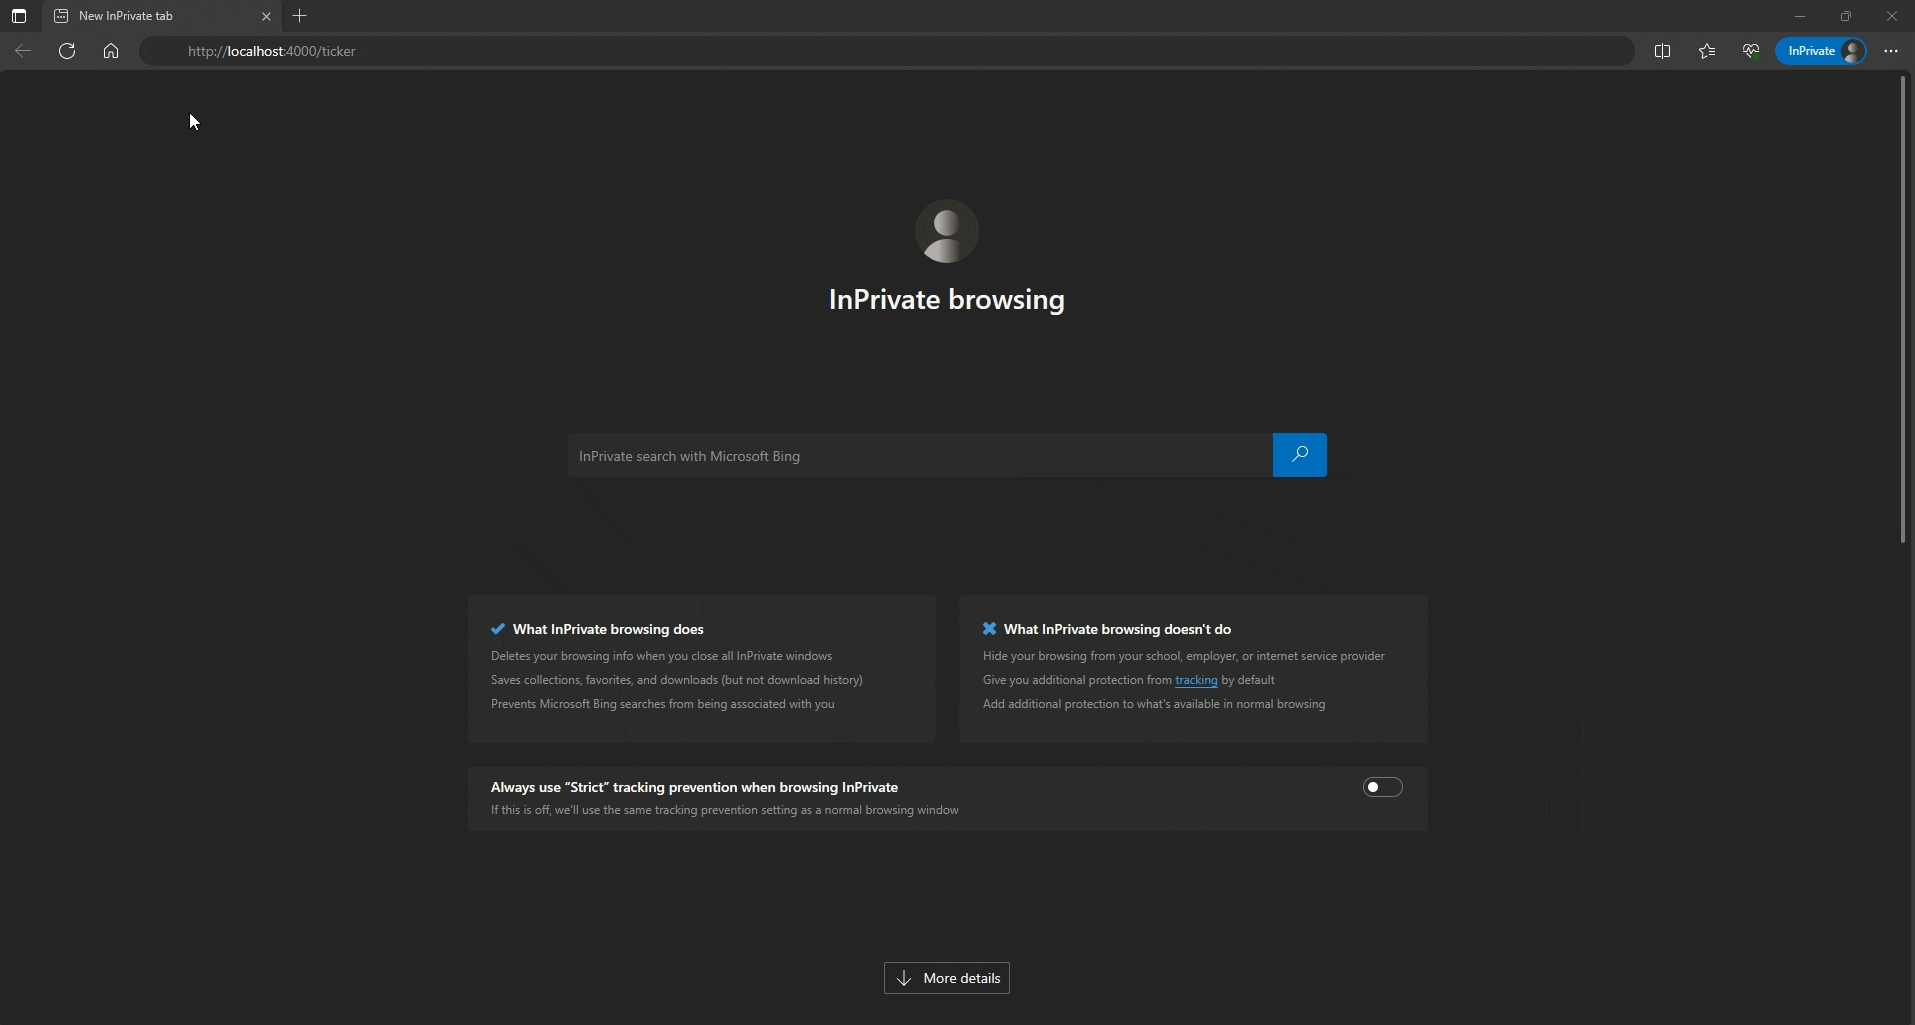 New InPrivate tab
http://localhost:4000/ticker
InPrivate
InPrivate browsing
InPrivate search with Microsoft Bing
What InPrivate browsing does
Deletes your browsing info when you close all InPrivate windows
Saves collections, favorites, and downloads (but not download history)
Prevents Microsoft Bing searches from being associated with you
What InPrivate browsing doesn't do
Hide your browsing from your school, employer, or internet service provider
Give you additional protection from tracking by default
Add additional protection to what's available in normal browsing
Always use “Strict” tracking prevention when browsing InPrivate
If this is off, we'll use the same tracking prevention setting as a normal browsing window
More details